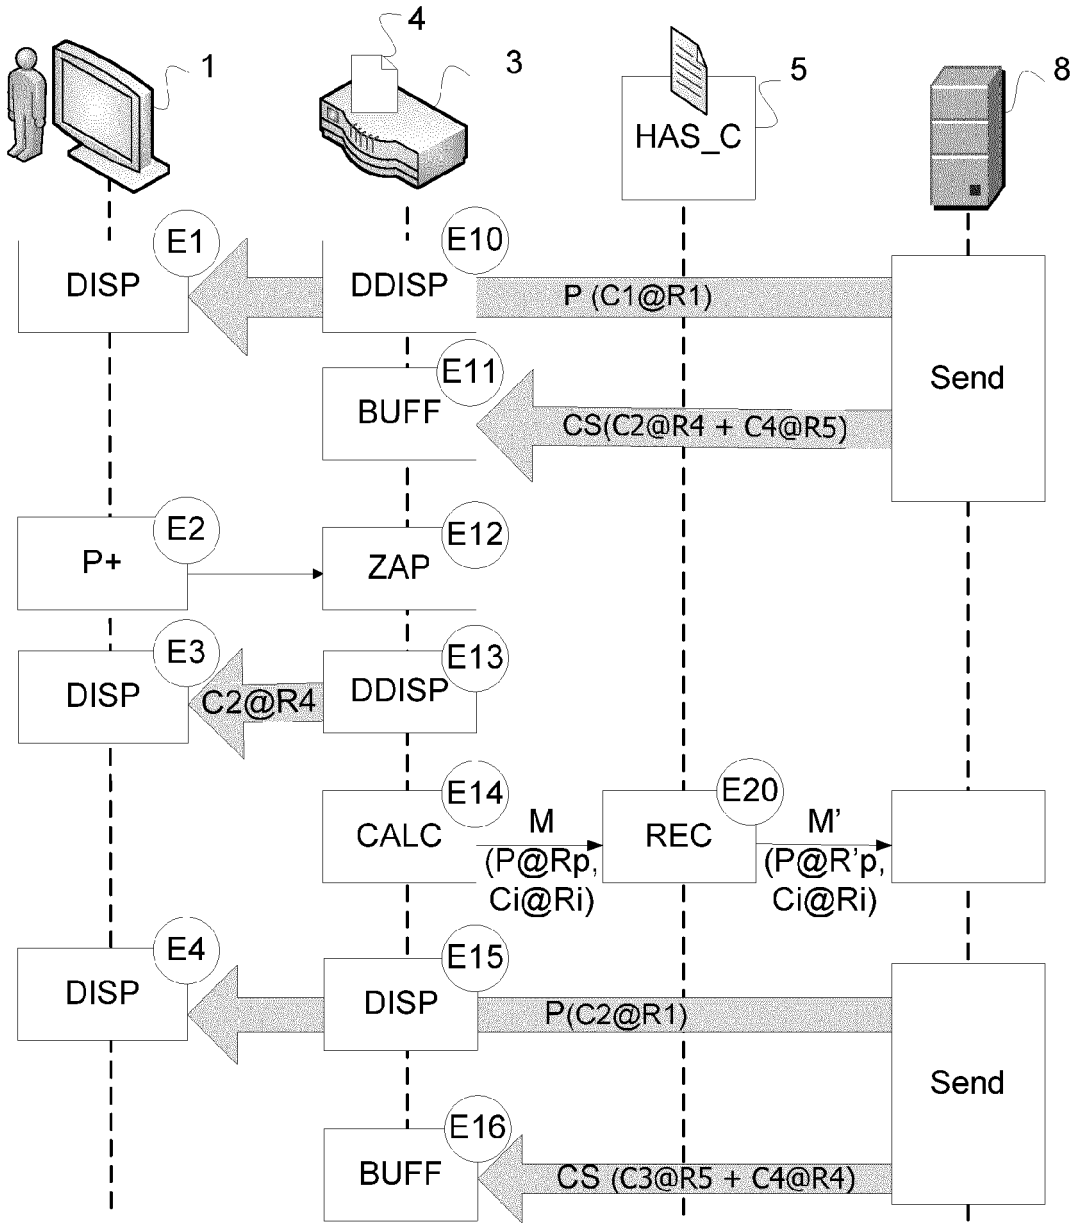 4
1
3
5
8
HAS_C
E1
E10
DISP
DDISP
P (C1@R1)
Send
E11
BUFF
CS(C2@R4 + C4@R5)
E2
E12
P+
ZAP
E3
E13
DISP
C2@R4
DDISP
E14
E20
CALC
M
(P@Rp,
Ci@Ri)
REC
M'
(P@R'p,
Ci@Ri)
E4
E15
DISP
DISP
P(C2@R1)
Send
E16
BUFF
CS (C3@R5 + C4@R4)